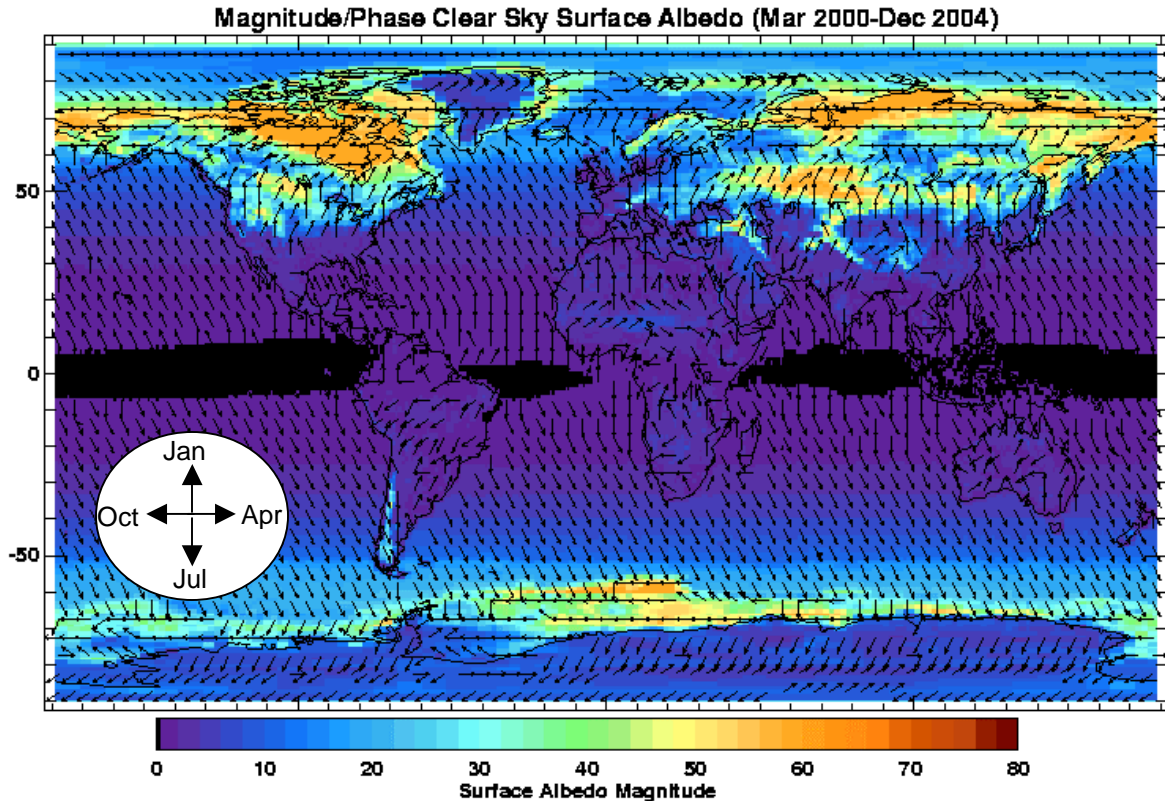 Magnitude/Phase Clear Sky Surface Albedo (Mar 2000-Dec 2004)
50
0
-50
Jan
Oct Apr
Jul
0 10 20 30 40 50 60 70 80
Surface Albedo Magnitude